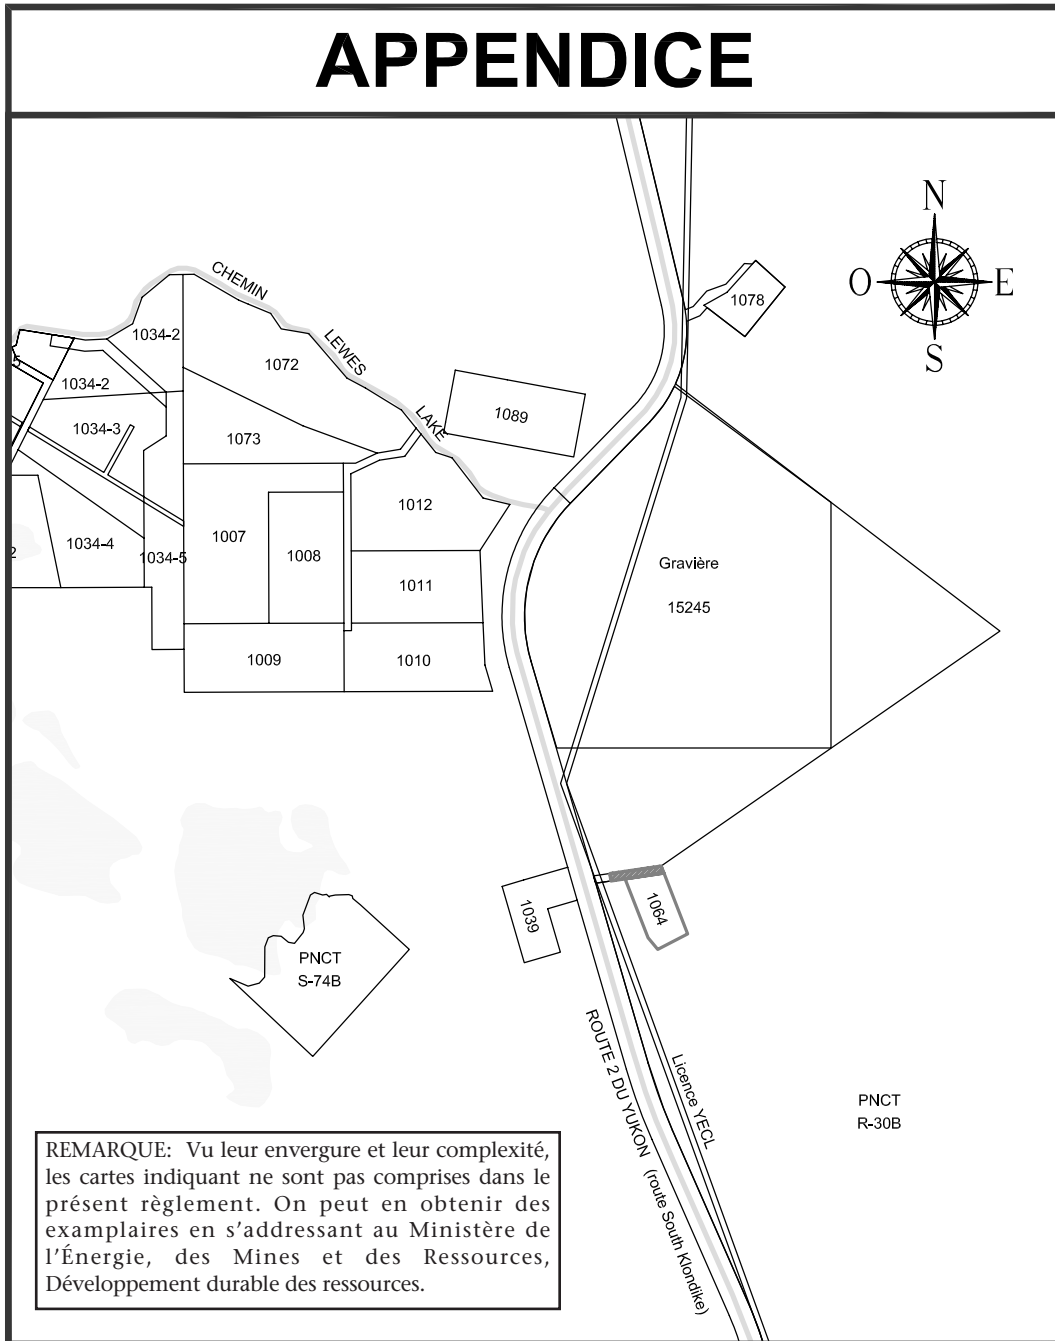 APPENDICE
N
O
E
S
CHEMIN
LEWES
LAKE
1078
1034-2
1072
1034-2
1089
1034-3
1073
1012
1007
1008
1034-4
1034-5
2
1011
1009
1010
Gravière
15245
1039
1064
PNCT
S-74B
ROUTE 2 DU YUKON (route South Klondike)
Licence YECL
PNCT
R-30B
REMARQUE: Vu leur envergure et leur complexité,
les cartes indiquant ne sont pas comprises dans le
présent règlement. On peut en obtenir des
examplaires en s'addressant au Ministère de
l'Énergie, des Mines et des Ressources,
Développement durable des ressources.